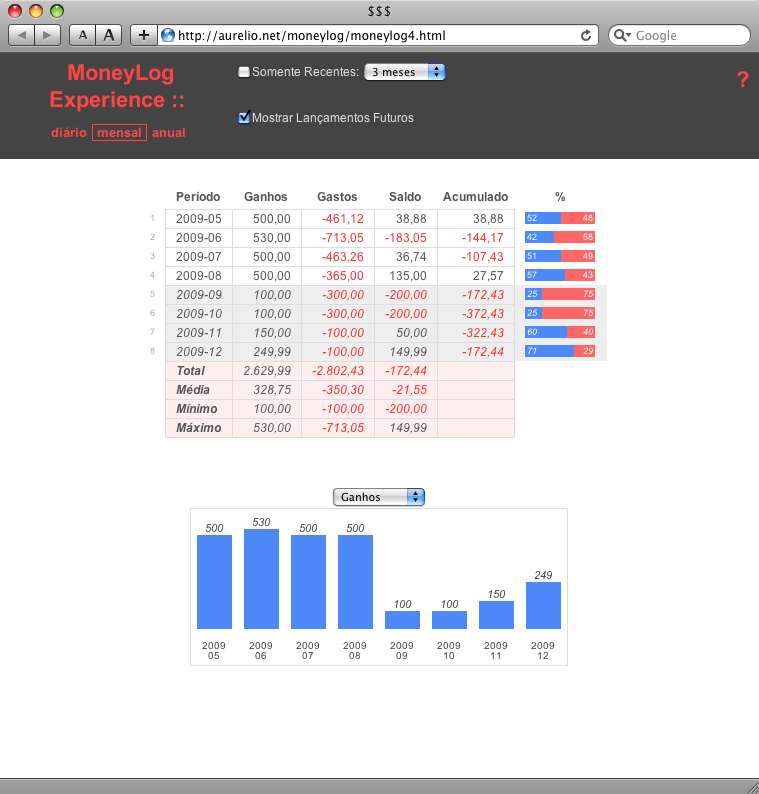 $$$
A A + http://aurelio.net/moneylog/moneylog4.html Google
MoneyLog
Experience ::
diário mensal anual
Somente Recentes: 3 meses
Mostrar Lançamentos Futuros
?
Período Ganhos Gastos Saldo Acumulado %
1 2009-05 500,00 -461,12 38,88 38,88 52 48
2 2009-06 530,00 -713,05 -183,05 -144,17 42 58
3 2009-07 500,00 -463,26 36,74 -107,43 51 49
4 2009-08 500,00 -365,00 135,00 27,57 57 43
5 2009-09 100,00 -300,00 -200,00 -172,43 25 75
6 2009-10 100,00 -300,00 -200,00 -372,43 25 75
7 2009-11 150,00 -100,00 50,00 -322,43 60 40
8 2009-12 249,99 -100,00 149,99 -172,44 71 29
Total 2.629,99 -2.802,43 -172,44
Média 328,75 -350,30 -21,55
Mínimo 100,00 -100,00 -200,00
Máximo 530,00 -713,05 149,99
Ganhos
500 530 500 500 100 100 150 249
2009 2009 2009 2009 2009 2009 2009 2009
05 06 07 08 09 10 11 12